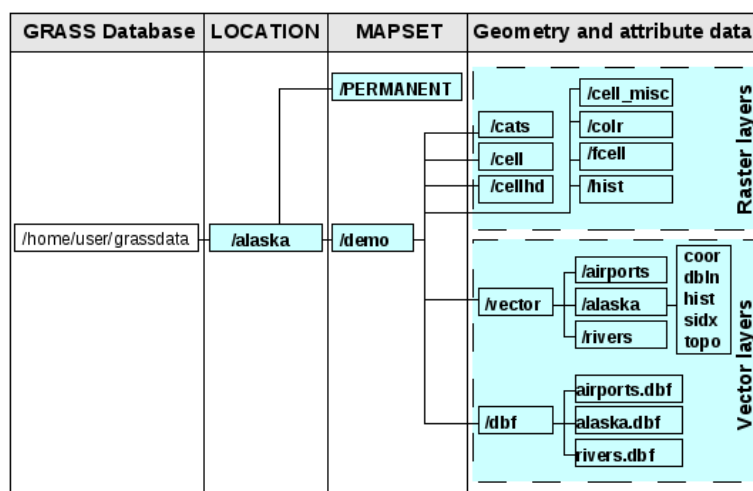 GRASS Database
LOCATION
MAPSET
Geometry and attribute data
/PERMANENT
/cell_misc
/cats
/colr
/cell
/fcell
/cellhd
/hist
Raster layers
/home/user/grassdata
/alaska
/demo
/vector
/airports
/alaska
/rivers
coor
dbln
hist
sidx
topo
/dbf
airports.dbf
alaska.dbf
rivers.dbf
Vector layers